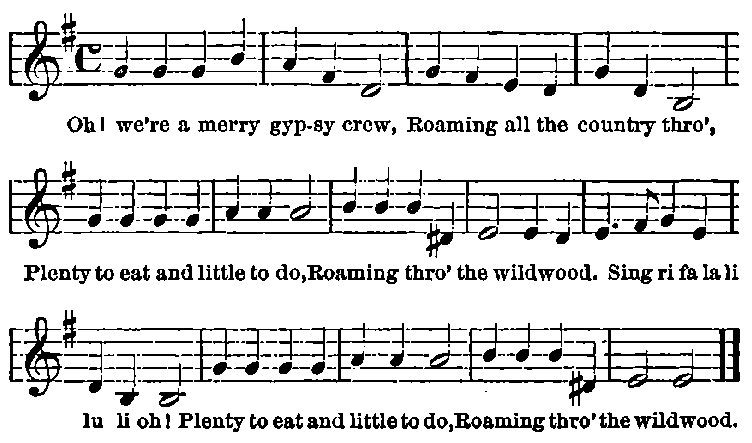 Oh! we're a merry gyp-sy crew, Roaming all the country thro',
Plenty to eat and little to do, Roaming thro' the wildwood. Sing ri fa la li
lu li oh! Plenty to eat and little to do, Roaming thro' the wildwood.